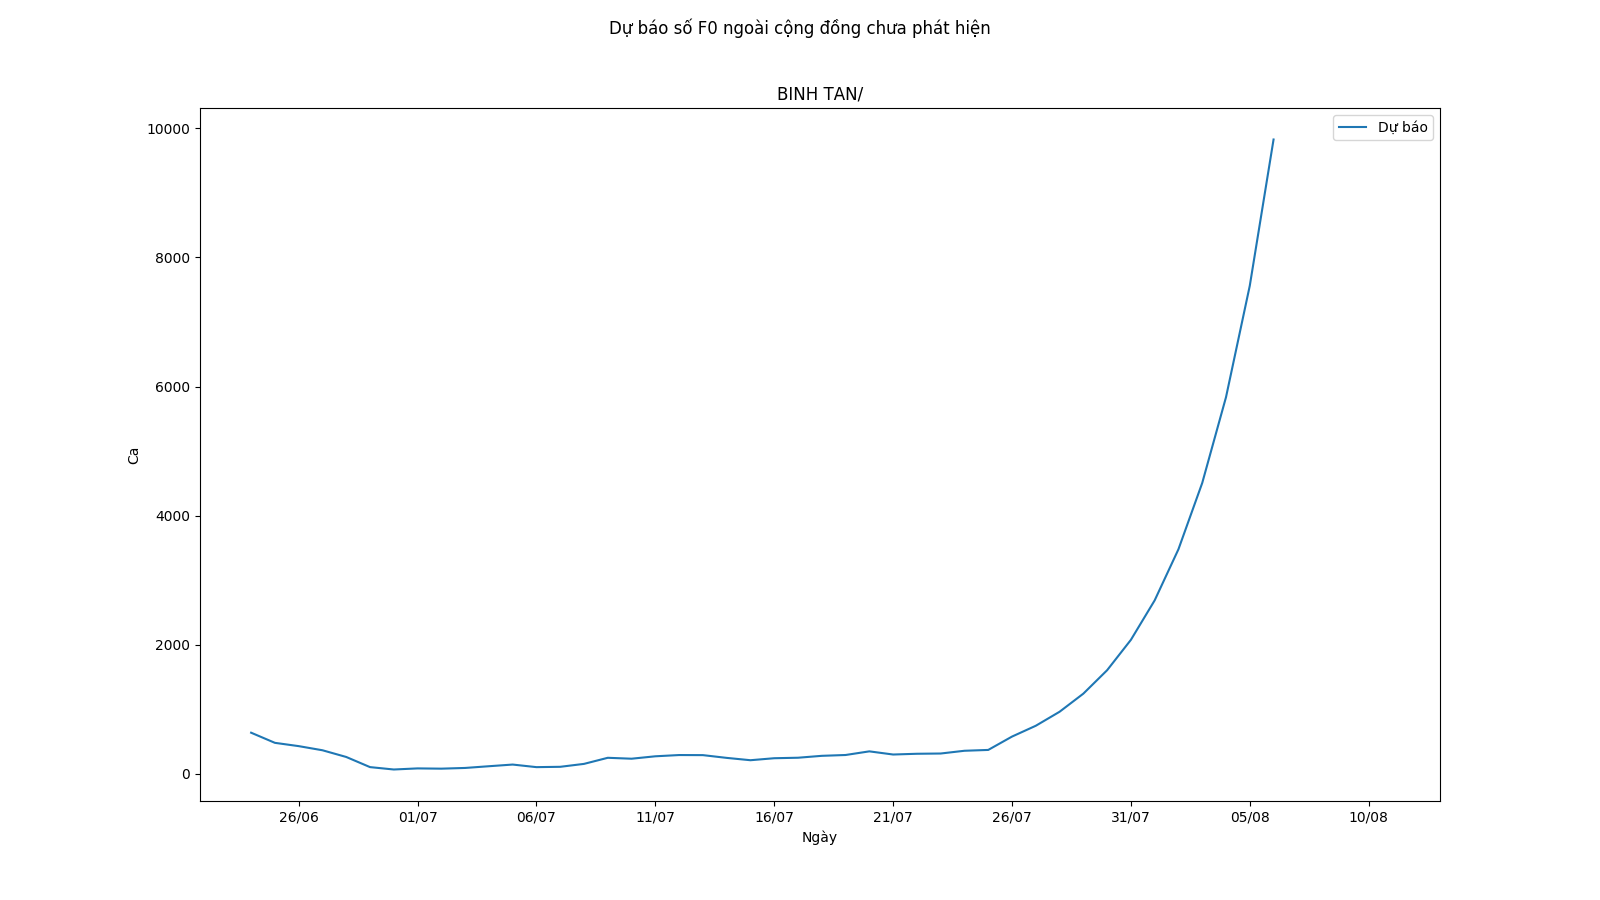 Dự báo số F0 ngoài cộng đồng chưa phát hiện
BINH TAN/
Dự báo
10000
8000
6000
4000
2000
0
Ca
26/06 01/07 06/07 11/07 16/07 21/07 26/07 31/07 05/08 10/08
Ngày